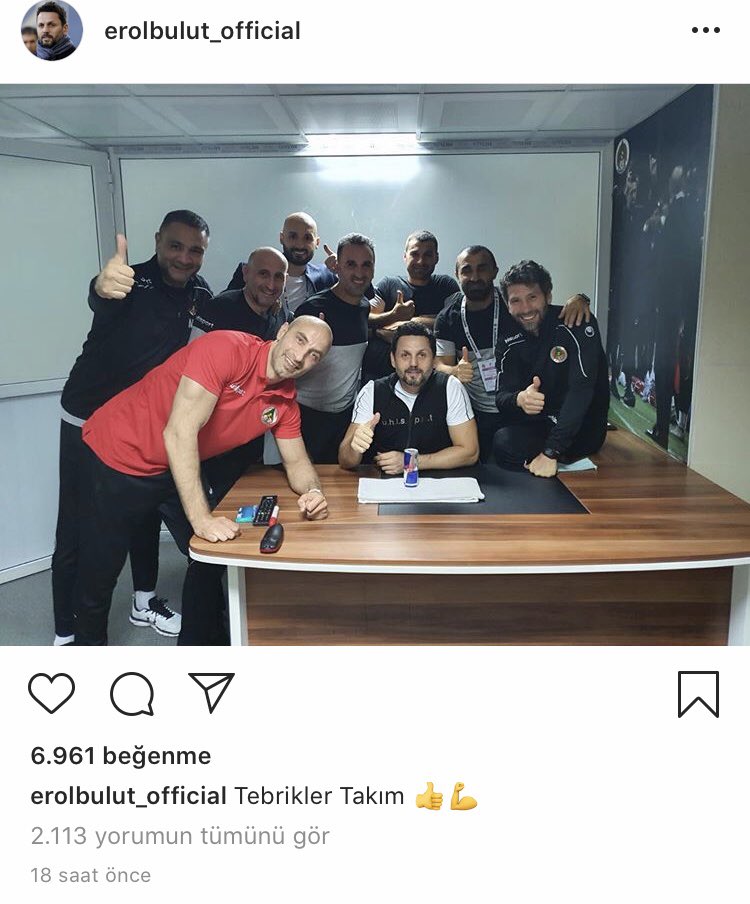 erolbulut_official
6.961 beğenme
erolbulut_official Tebrikler Takım 👍💪
2.113 yorumun tümünü gör
18 saat önce